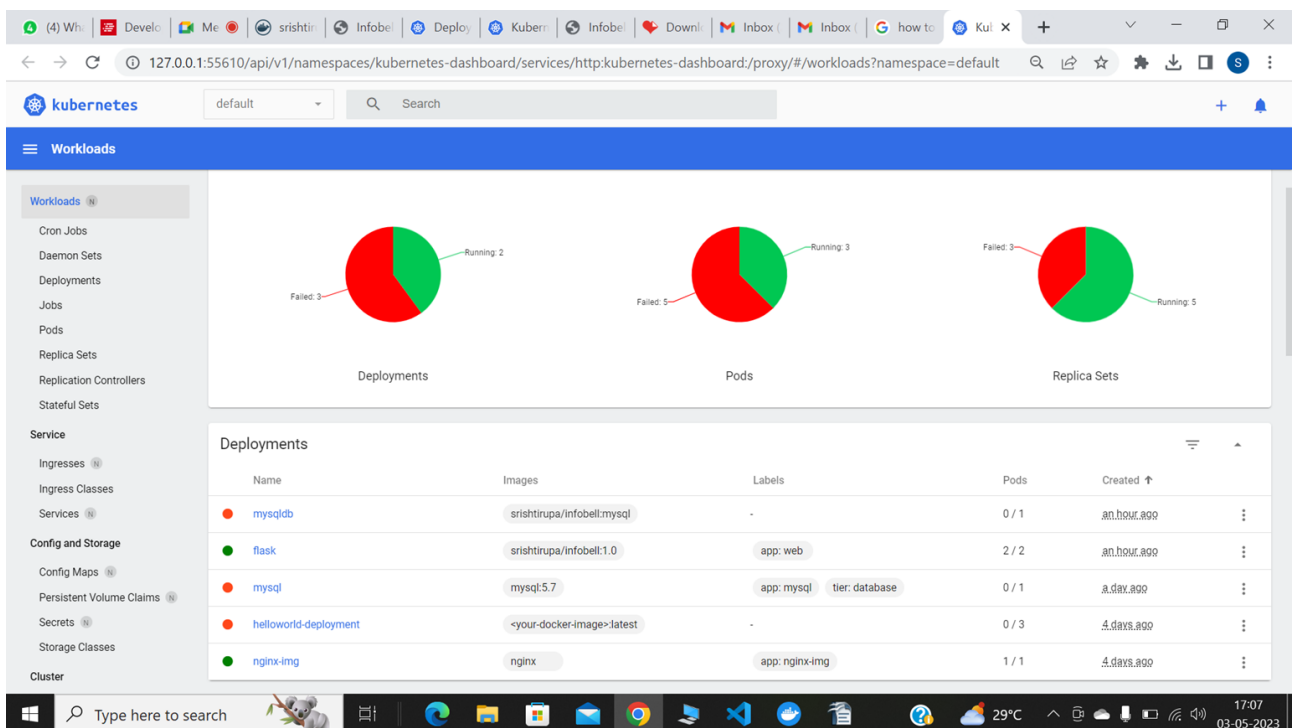 (4) Wh: Develo Me srishtin Infobel Deploy Kubern Infobel Downl Inbox ( Inbox ( how to Kub
127.0.0.1:55610/api/v1/namespaces/kubernetes-dashboard/services/http:kubernetes-dashboard:/proxy/#/workloads?namespace=default S
kubernetes default Search
Workloads
Workloads N
Cron Jobs
Daemon Sets
Deployments
Jobs
Pods
Replica Sets
Replication Controllers
Stateful Sets
Service
Ingresses N
Ingress Classes
Services N
Config and Storage
Config Maps N
Persistent Volume Claims N
Secrets N
Storage Classes
Cluster
Running: 2
Failed: 3
Deployments
Running: 3
Failed: 5
Pods
Failed: 3
Running: 5
Replica Sets
Deployments
Name Images Labels Pods Created
mysqldb srishtirupa/infobell:mysql - 0 / 1 an hour ago
flask srishtirupa/infobell:1.0 app: web 2 / 2 an hour ago
mysql mysql:5.7 app: mysql tier: database 0 / 1 a day ago
helloworld-deployment <your-docker-image>:latest - 0 / 3 4 days ago
nginx-img nginx app: nginx-img 1 / 1 4 days ago
Type here to search 29°C 17:07
03-05-2023